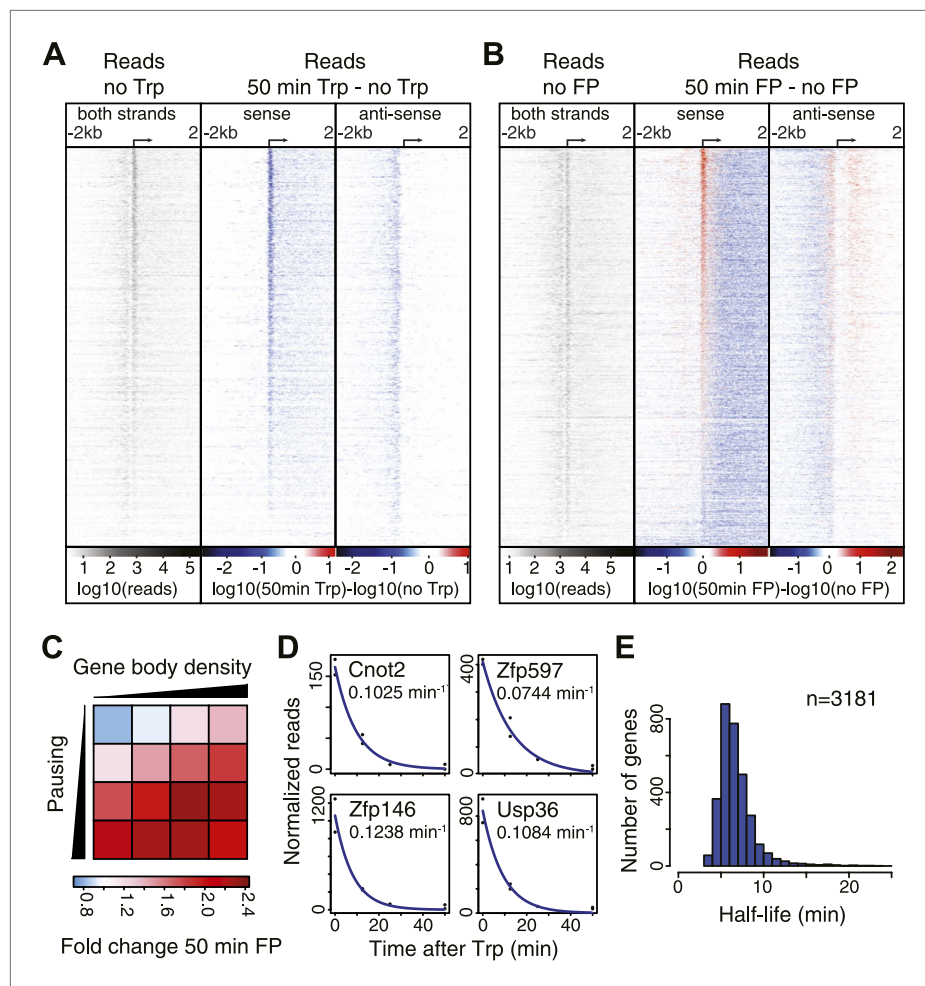 A
Reads
no Trp
Reads
50 min Trp - no Trp
both strands
-2kb
sense
-2kb 2
anti-sense
-2kb 2
1 2 3 4 5
log10(reads)
-2 -1 0 1
-2 -1 0 1
log10(50min Trp)-log10(no Trp)
B
Reads
no FP
Reads
50 min FP - no FP
both strands
-2kb 2
sense
-2kb 2
anti-sense
-2kb 2
1 2 3 4 5
log10(reads)
-1 0 1
-1 0 1 2
log10(50min FP)-log10(no FP)
C
Gene body density
Pausing
0.8 1.2 1.6 2.0 2.4
Fold change 50 min FP
D
Normalized reads
Cnot2
0.1025 min-1
0 150
Zfp597
0.0744 min-1
0 400
Zfp146
0.1238 min-1
0 1200
Usp36
0.1084 min-1
0 800
0 20 40
0 20 40
Time after Trp (min)
E
n=3181
Number of genes
0 400 800
0 10 20
Half-life (min)